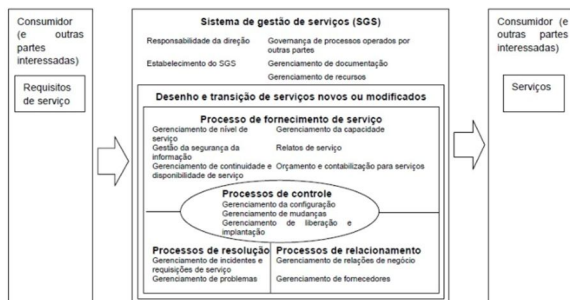 Consumidor
(e outras
partes
interessadas)
Requisitos
de serviço
Sistema de gestão de serviços (SGS)
Responsabilidade da direção
Governança de processos operados por
outras partes
Estabelecimento do SGS
Gerenciamento de documentação
Gerenciamento de recursos
Desenho e transição de serviços novos ou modificados
Processo de fornecimento de serviço
Gerenciamento de nível de
serviço
Gerenciamento da capacidade
Gestão da segurança da
informação
Relatos de serviço
Gerenciamento de continuidade e
disponibilidade de serviço
Orçamento e contabilização para serviços
Processos de controle
Gerenciamento da configuração
Gerenciamento de mudanças
Gerenciamento de liberação e
implantação
Processos de resolução
Gerenciamento de incidentes e
requisições de serviço
Gerenciamento de problemas
Processos de relacionamento
Gerenciamento de relações de negócio
Gerenciamento de fornecedores
Consumidor
(e outras
partes
interessadas)
Serviços